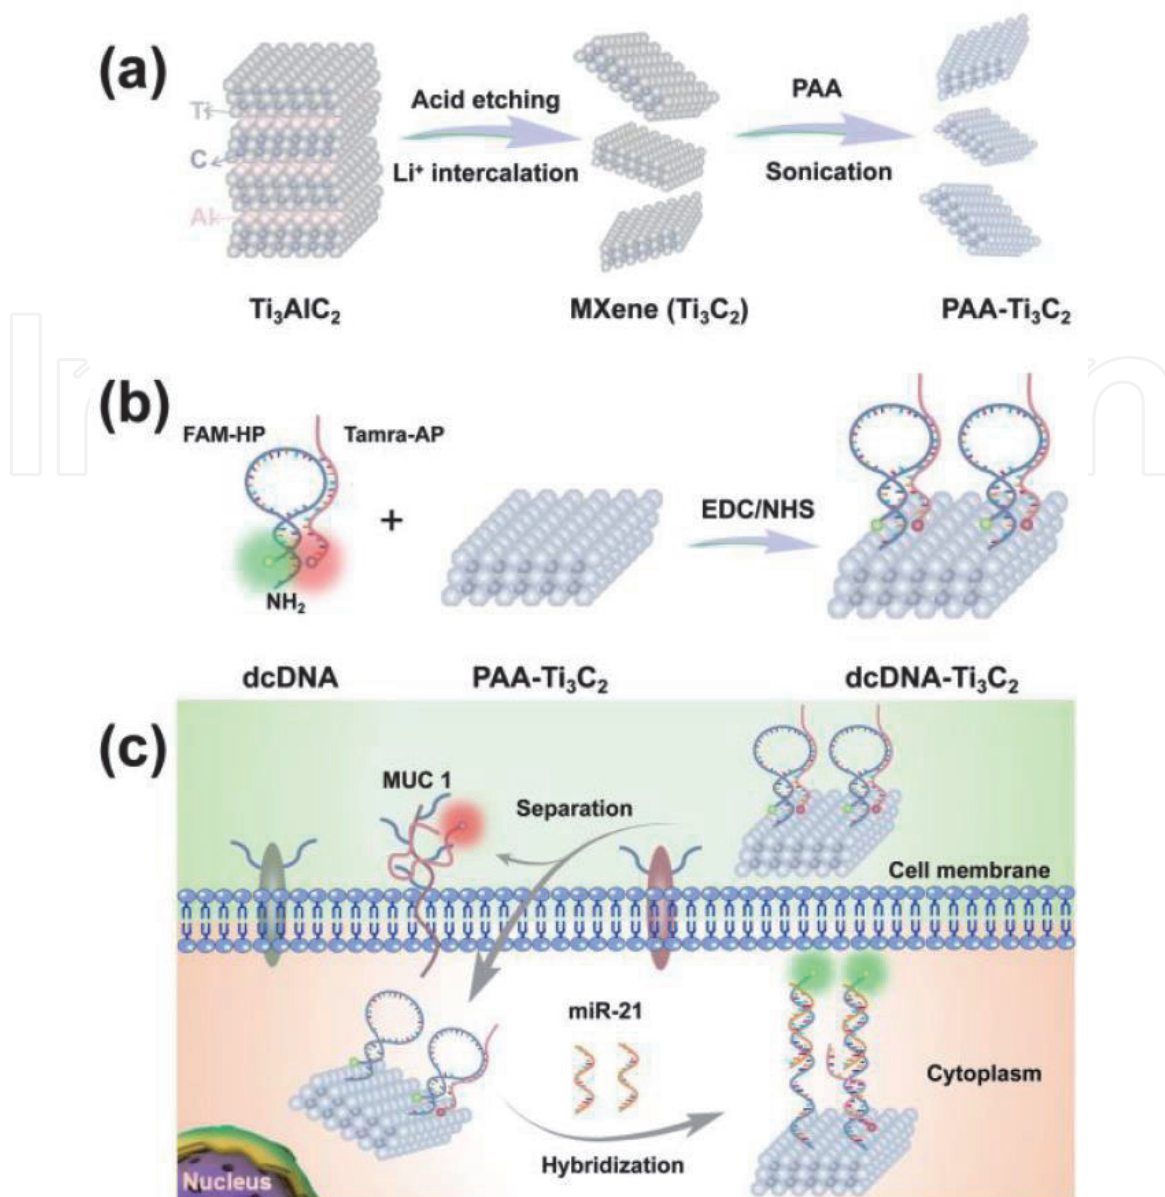 (a)
Ti
C
Al
Acid etching
Li⁺ intercalation
PAA
Sonication
Ti₃AlC₂
MXene (Ti₃C₂)
PAA-Ti₃C₂
(b)
FAM-HP
Tamra-AP
+
NH₂
EDC/NHS
dcDNA
PAA-Ti₃C₂
dcDNA-Ti₃C₂
(c)
MUC 1
Separation
Cell membrane
miR-21
Cytoplasm
Hybridization
Nucleus